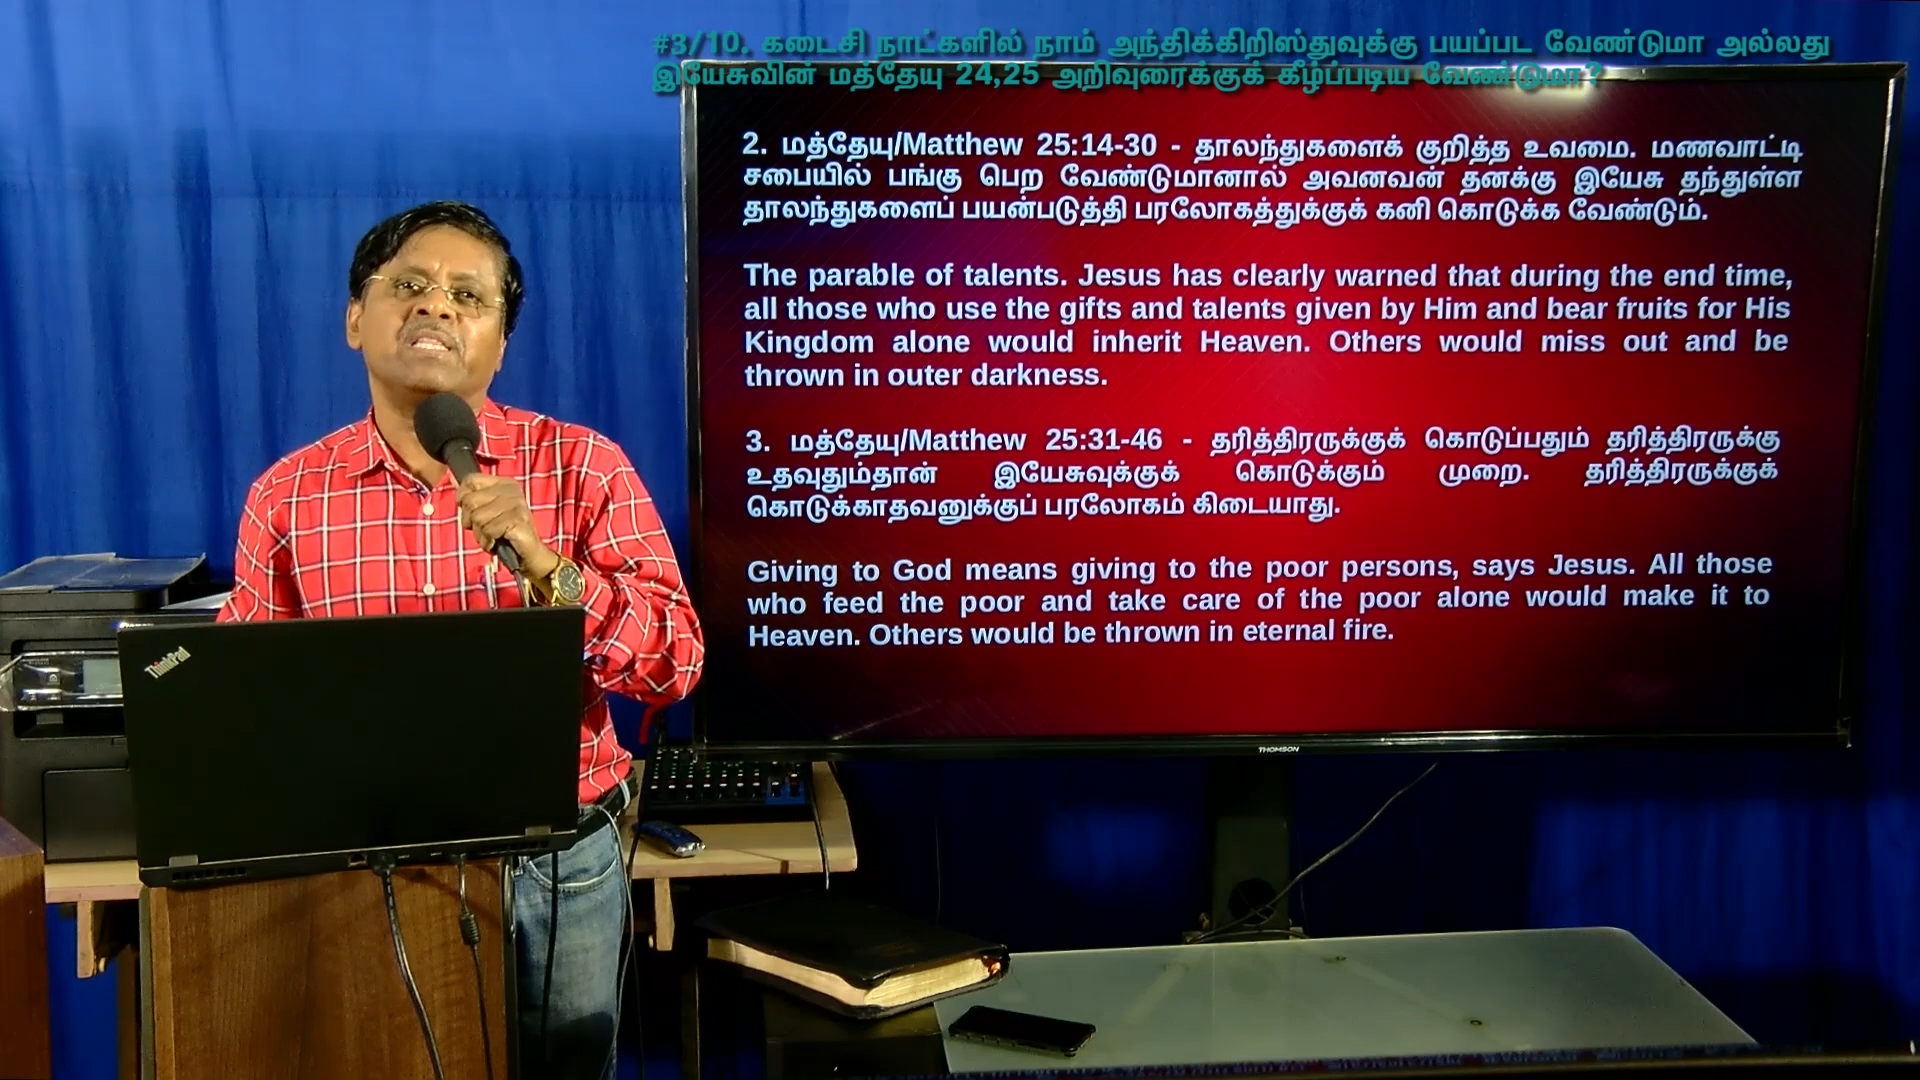 #3/10. கடைசி நாட்களில் நாம் அந்திக்கிறிஸ்துவுக்கு பயப்பட வேண்டுமா அல்லது
இயேசுவின் மத்தேயு 24,25 அறிவுரைக்குக் கீழ்ப்படிய வேண்டுமா?
2. மத்தேயு/Matthew 25:14-30 - தாலந்துகளைக் குறித்த உவமை. மணவாட்டி
சபையில் பங்கு பெற வேண்டுமானால் அவனவன் தனக்கு இயேசு தந்துள்ள
தாலந்துகளைப் பயன்படுத்தி பரலோகத்துக்குக் கனி கொடுக்க வேண்டும்.
The parable of talents. Jesus has clearly warned that during the end time,
all those who use the gifts and talents given by Him and bear fruits for His
Kingdom alone would inherit Heaven. Others would miss out and be
thrown in outer darkness.
3. மத்தேயு/Matthew 25:31-46 - தரித்திரருக்குக் கொடுப்பதும் தரித்திரருக்கு
உதவுதும்தான் இயேசுவுக்குக் கொடுக்கும் முறை. தரித்திரருக்குக்
கொடுக்காதவனுக்குப் பரலோகம் கிடையாது.
Giving to God means giving to the poor persons, says Jesus. All those
who feed the poor and take care of the poor alone would make it to
Heaven. Others would be thrown in eternal fire.
THOMSON
ThinkPad